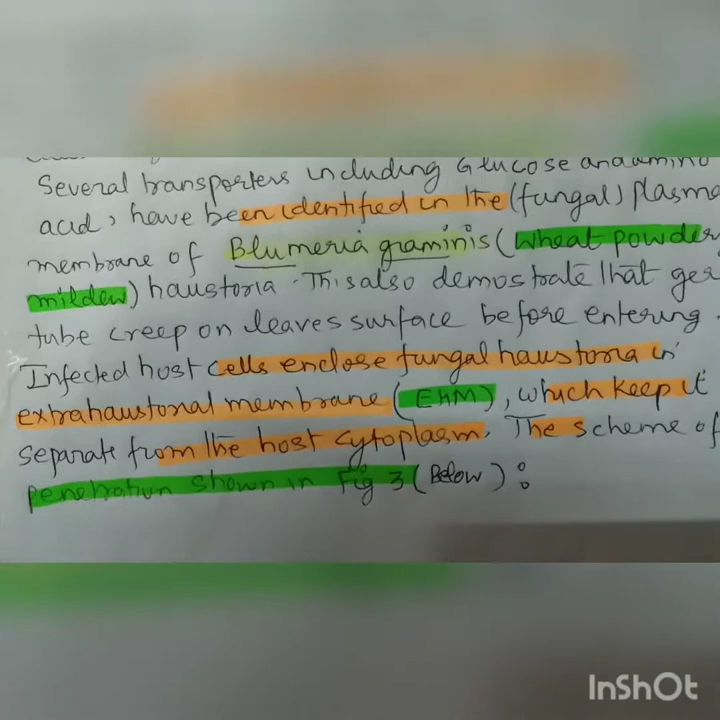 Several transporters including Glucose and amino
acid, have been identified in the (fungal) plasma
membrane of Blumeria graminis (Wheat powder
mildew) haustoria. This also demostrate that ger
tube creep on leaves surface before entering.
Infected host cells enclose fungal haustoria in
extrahaustorial membrane (EHM), which keep it
separate from the host cytoplasm. The scheme of
penetration shown in Fig 3 (Below):
InShOt